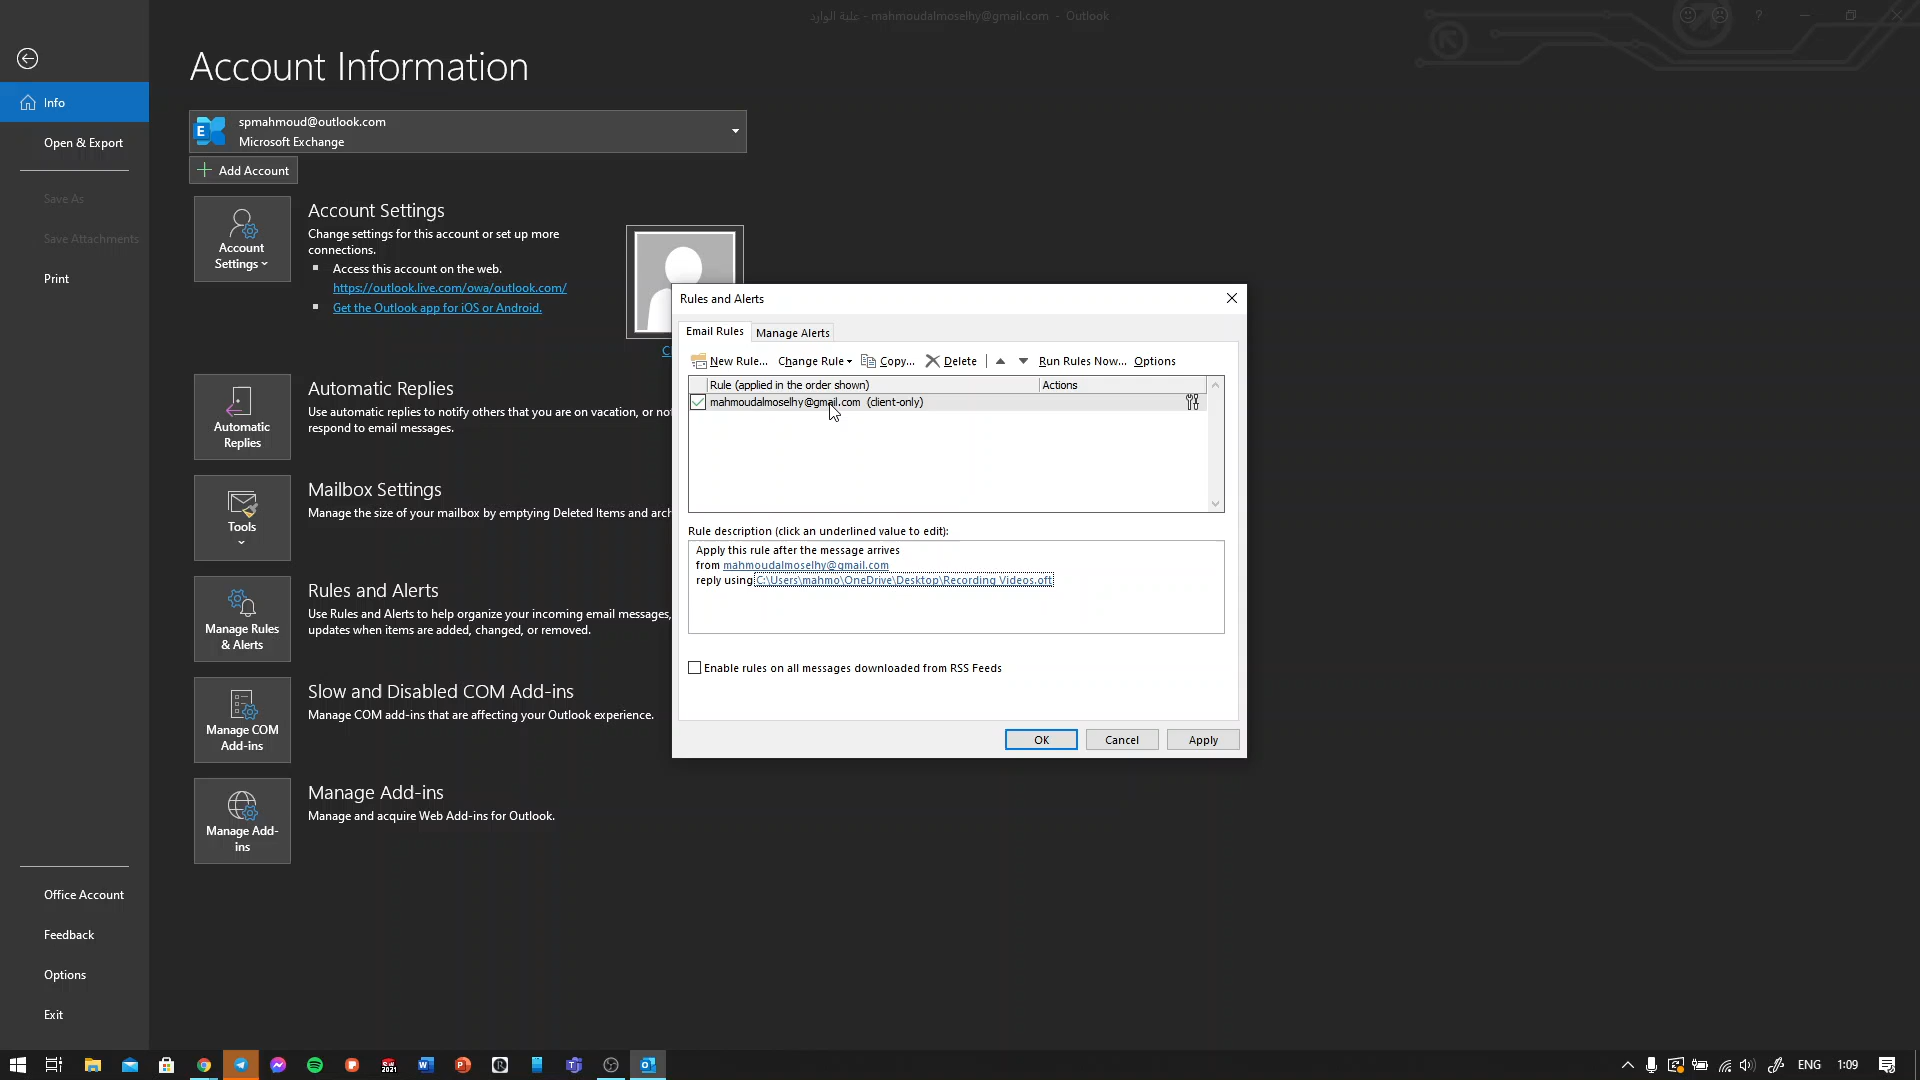 علبة الوارد - mahmoudalmoselhy@gmail.com - Outlook
?
Account Information
Info
Open & Export
Save As
Save Attachments
Print
Office Account
Feedback
Options
Exit
E
spmahmoud@outlook.com
Microsoft Exchange
Add Account
Account
Settings
Account Settings
Change settings for this account or set up more
connections.
Access this account on the web.
https://outlook.live.com/owa/outlook.com/
Get the Outlook app for iOS or Android.
C
Automatic
Replies
Automatic Replies
Use automatic replies to notify others that you are on vacation, or no
respond to email messages.
Tools
Mailbox Settings
Manage the size of your mailbox by emptying Deleted Items and arc
Manage Rules
& Alerts
Rules and Alerts
Use Rules and Alerts to help organize your incoming email messages,
updates when items are added, changed, or removed.
Manage COM
Add-ins
Slow and Disabled COM Add-ins
Manage COM add-ins that are affecting your Outlook experience.
Manage Add-
ins
Manage Add-ins
Manage and acquire Web Add-ins for Outlook.
Rules and Alerts
Email Rules
Manage Alerts
New Rule...
Change Rule
Copy...
Delete
Run Rules Now...
Options
Rule (applied in the order shown)
Actions
mahmoudalmoselhy@gmail.com (client-only)
Rule description (click an underlined value to edit):
Apply this rule after the message arrives
from mahmoudalmoselhy@gmail.com
reply using C:\Users\mahmo\OneDrive\Desktop\Recording Videos.oft
Enable rules on all messages downloaded from RSS Feeds
OK
Cancel
Apply
2021
ENG
1:09